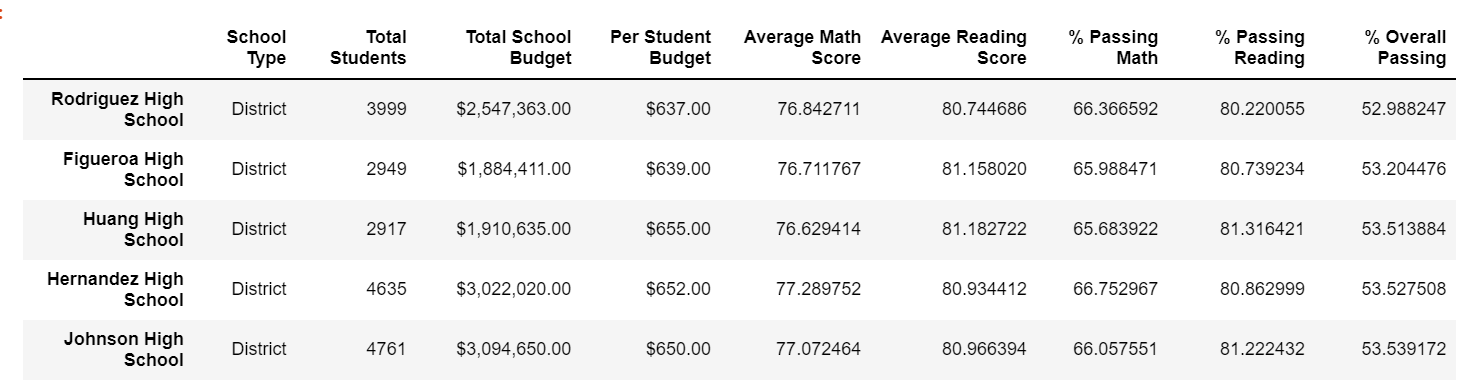 :
School Total Total School Per Student Average Math Average Reading % Passing % Passing % Overall
Type Students Budget Budget Score Score Math Reading Passing
Rodriguez High
School District 3999 $2,547,363.00 $637.00 76.842711 80.744686 66.366592 80.220055 52.988247
Figueroa High
School District 2949 $1,884,411.00 $639.00 76.711767 81.158020 65.988471 80.739234 53.204476
Huang High
School District 2917 $1,910,635.00 $655.00 76.629414 81.182722 65.683922 81.316421 53.513884
Hernandez High
School District 4635 $3,022,020.00 $652.00 77.289752 80.934412 66.752967 80.862999 53.527508
Johnson High
School District 4761 $3,094,650.00 $650.00 77.072464 80.966394 66.057551 81.222432 53.539172